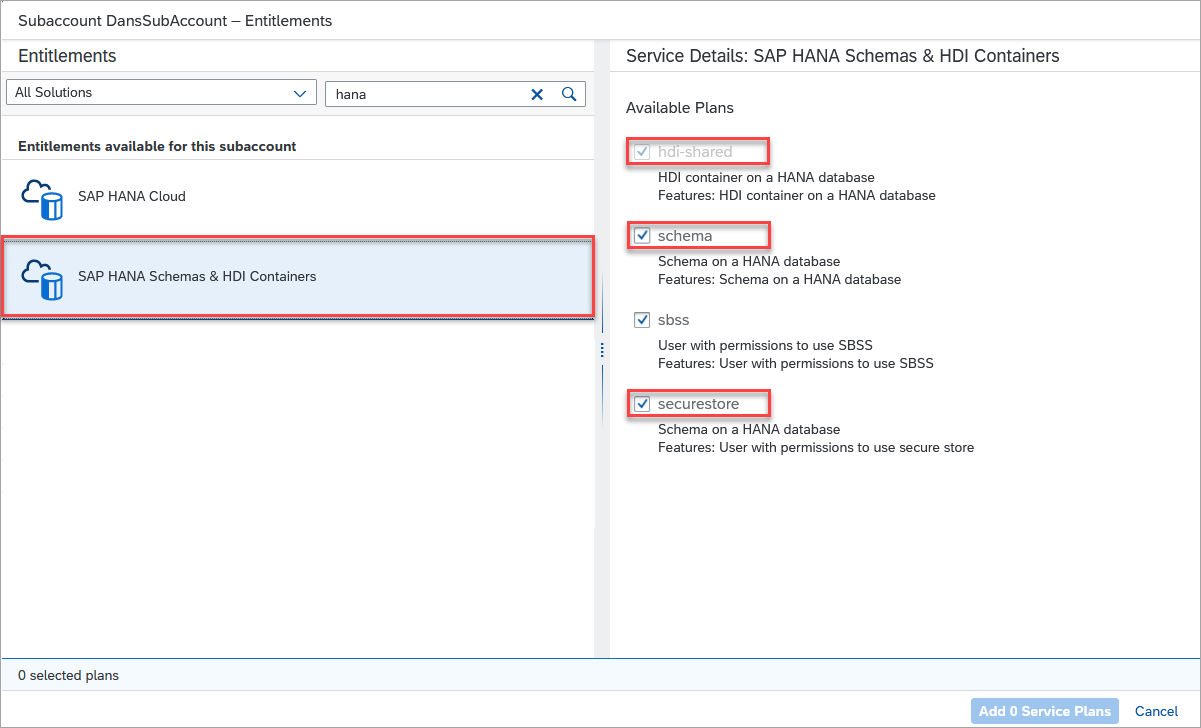 Subaccount DansSubAccount – Entitlements
Entitlements
All Solutions
hana
Entitlements available for this subaccount
SAP HANA Cloud
SAP HANA Schemas & HDI Containers
Service Details: SAP HANA Schemas & HDI Containers
Available Plans
hdi-shared
HDI container on a HANA database
Features: HDI container on a HANA database
schema
Schema on a HANA database
Features: Schema on a HANA database
sbss
User with permissions to use SBSS
Features: User with permissions to use SBSS
securestore
Schema on a HANA database
Features: User with permissions to use secure store
0 selected plans
Add 0 Service Plans
Cancel